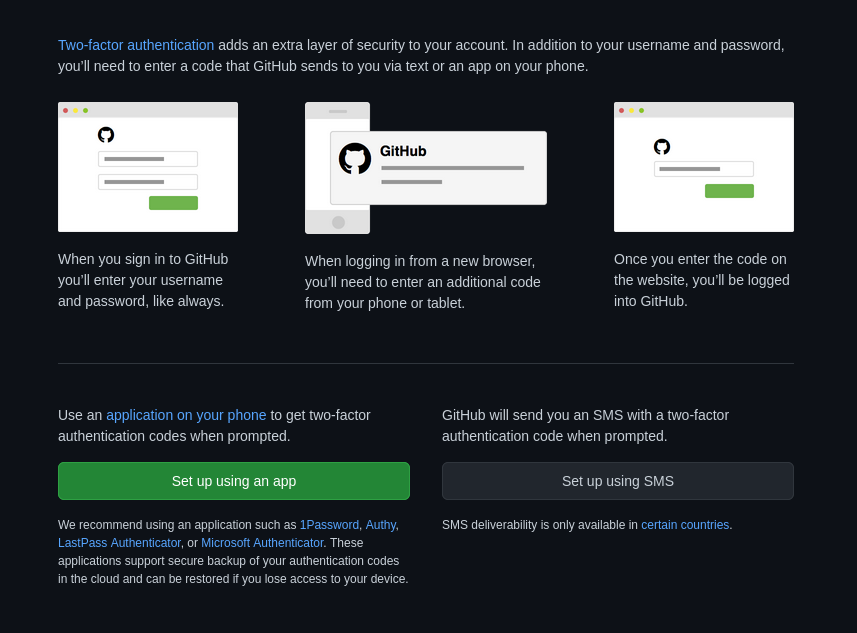 Two-factor authentication adds an extra layer of security to your account. In addition to your username and password,
you'll need to enter a code that GitHub sends to you via text or an app on your phone.
GitHub
When you sign in to GitHub
you'll enter your username
and password, like always.
When logging in from a new browser,
you'll need to enter an additional code
from your phone or tablet.
Once you enter the code on
the website, you'll be logged
into GitHub.
Use an application on your phone to get two-factor
authentication codes when prompted.
Set up using an app
We recommend using an application such as 1Password, Authy,
LastPass Authenticator, or Microsoft Authenticator. These
applications support secure backup of your authentication codes
in the cloud and can be restored if you lose access to your device.
GitHub will send you an SMS with a two-factor
authentication code when prompted.
Set up using SMS
SMS deliverability is only available in certain countries.